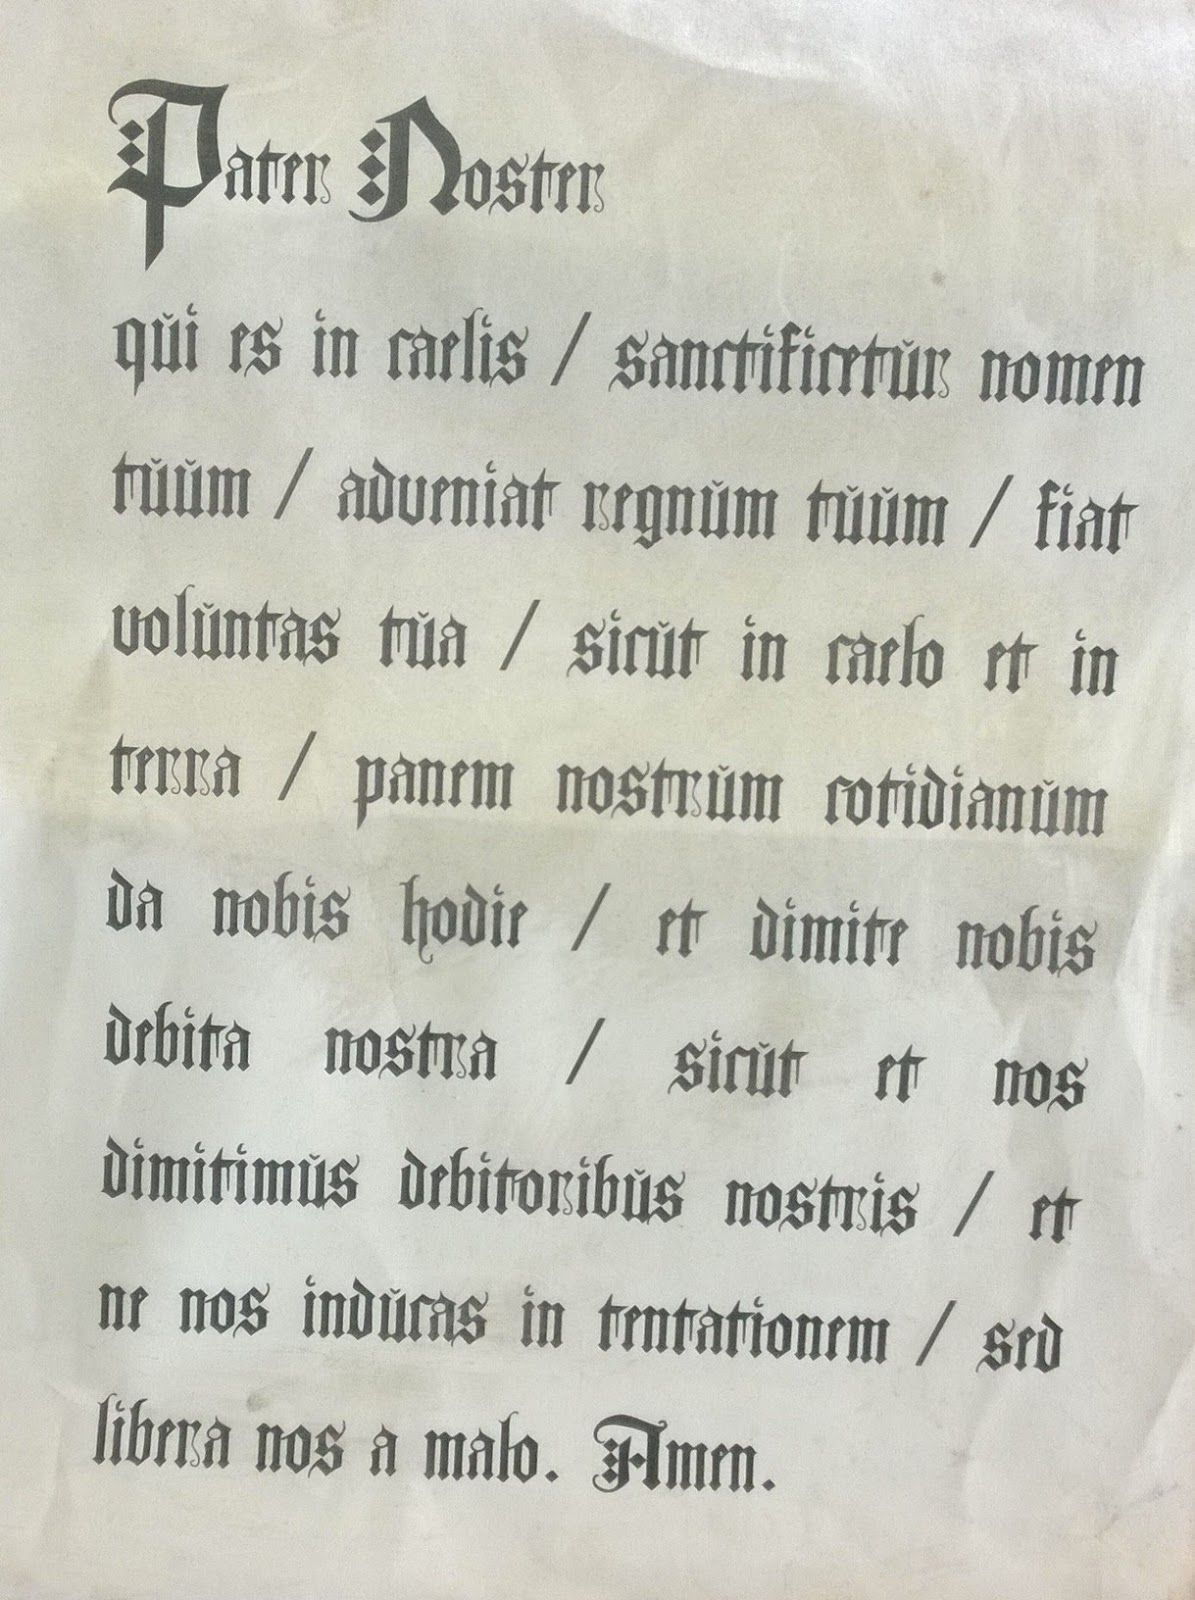 Pater Noster
qui es in caelis / sanctificetur nomen
tuum / adveniat regnum tuum / fiat
voluntas tua / sicut in caelo et in
terra / panem nostrum cotidianum
da nobis hodie / et dimite nobis
debita nostra / sicut et nos
dimitimus debitoribus nostris / et
ne nos inducas in tentationem / sed
libera nos a malo. Amen.